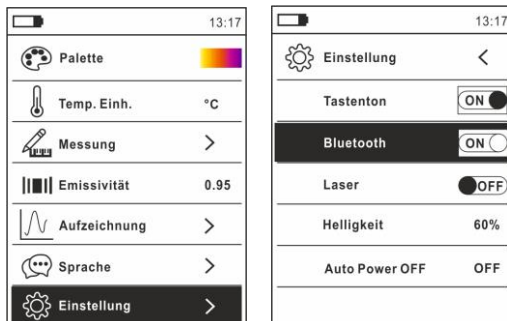 13:17
Palette
Temp. Einh. °C
Messung >
Emissivität 0.95
Aufzeichnung >
Sprache >
Einstellung >
13:17
Einstellung <
Tastenton ON
Bluetooth ON
Laser OFF
Helligkeit 60%
Auto Power OFF OFF